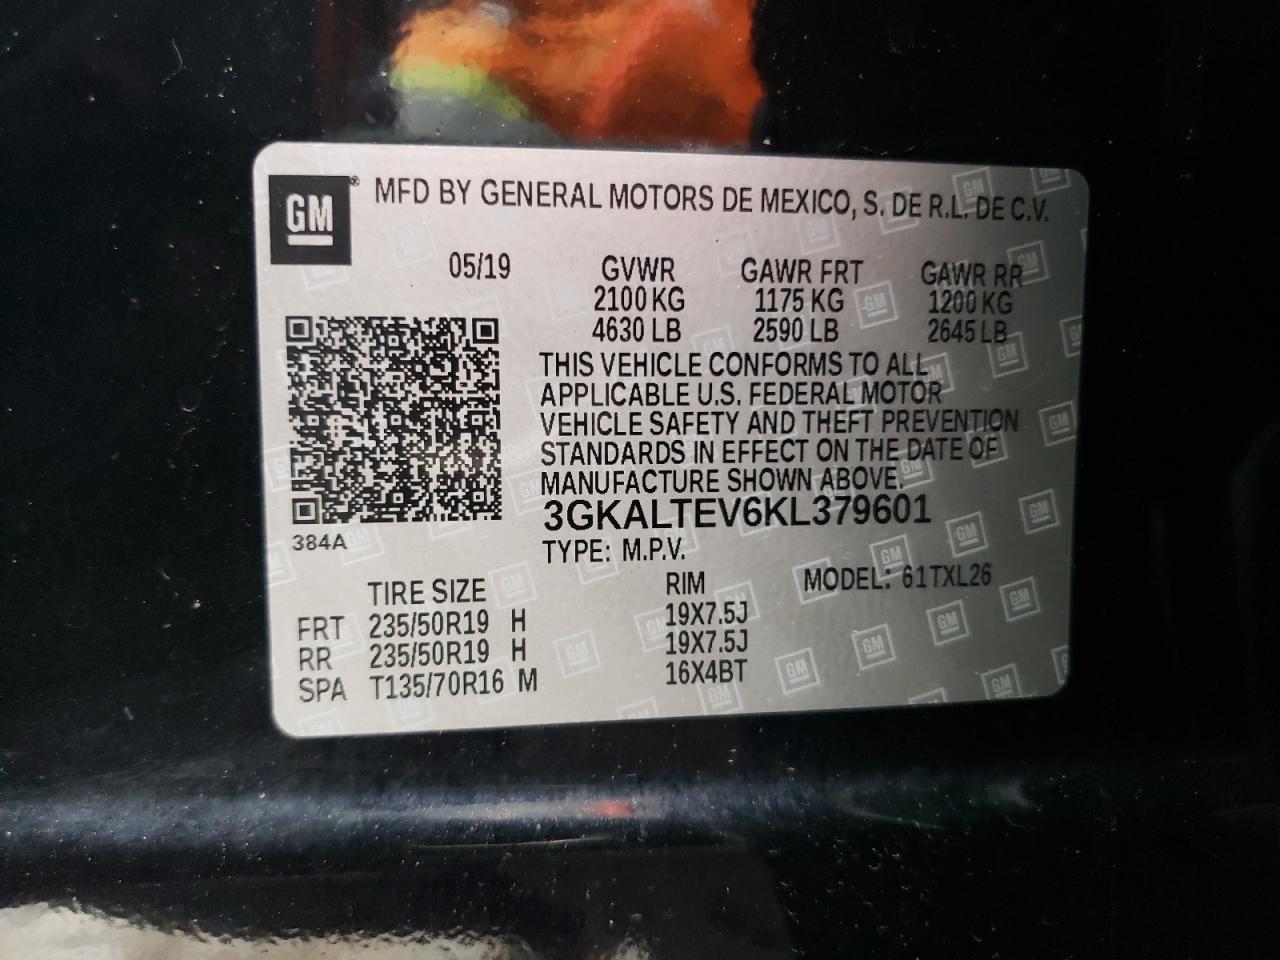 GM ® MFD BY GENERAL MOTORS DE MEXICO, S. DE R.L. DE C.V.
05/19 GVWR GAWR FRT GAWR RR
2100 KG 1175 KG 1200 KG
4630 LB 2590 LB 2645 LB
THIS VEHICLE CONFORMS TO ALL
APPLICABLE U.S. FEDERAL MOTOR
VEHICLE SAFETY AND THEFT PREVENTION
STANDARDS IN EFFECT ON THE DATE OF
MANUFACTURE SHOWN ABOVE.
3GKALTEV6KL379601
384A
TYPE: M.P.V.
TIRE SIZE RIM MODEL: 61TXL26
FRT 235/50R19 H 19X7.5J
RR 235/50R19 H 19X7.5J
SPA T135/70R16 M 16X4BT